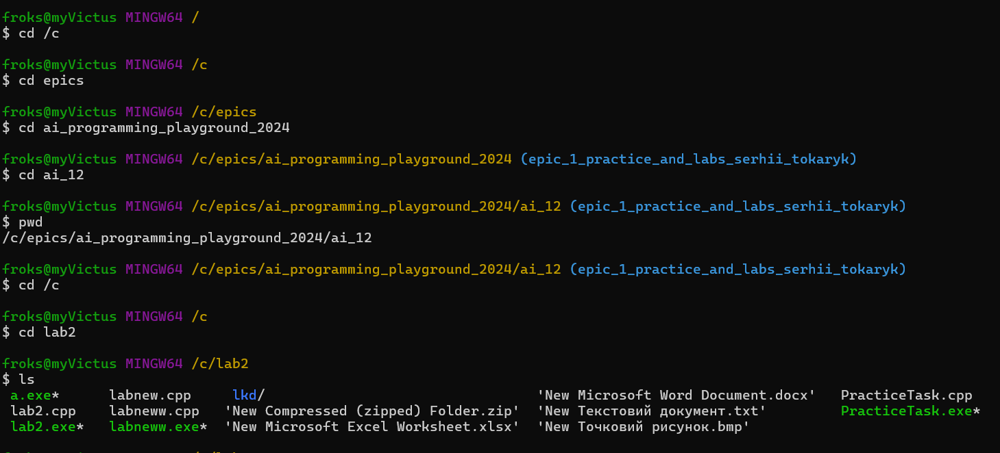 froks@myVictus MINGW64 /
$ cd /c
froks@myVictus MINGW64 /c
$ cd epics
froks@myVictus MINGW64 /c/epics
$ cd ai_programming_playground_2024
froks@myVictus MINGW64 /c/epics/ai_programming_playground_2024 (epic_1_practice_and_labs_serhii_tokaryk)
$ cd ai_12
froks@myVictus MINGW64 /c/epics/ai_programming_playground_2024/ai_12 (epic_1_practice_and_labs_serhii_tokaryk)
$ pwd
/c/epics/ai_programming_playground_2024/ai_12
froks@myVictus MINGW64 /c/epics/ai_programming_playground_2024/ai_12 (epic_1_practice_and_labs_serhii_tokaryk)
$ cd /c
froks@myVictus MINGW64 /c
$ cd lab2
froks@myVictus MINGW64 /c/lab2
$ ls
a.exe* labnew.cpp lkd/ 'New Microsoft Word Document.docx' PracticeTask.cpp
lab2.cpp labneww.cpp 'New Compressed (zipped) Folder.zip' 'New Текстовий документ.txt' PracticeTask.exe*
lab2.exe* labneww.exe* 'New Microsoft Excel Worksheet.xlsx' 'New Точковий рисунок.bmp'